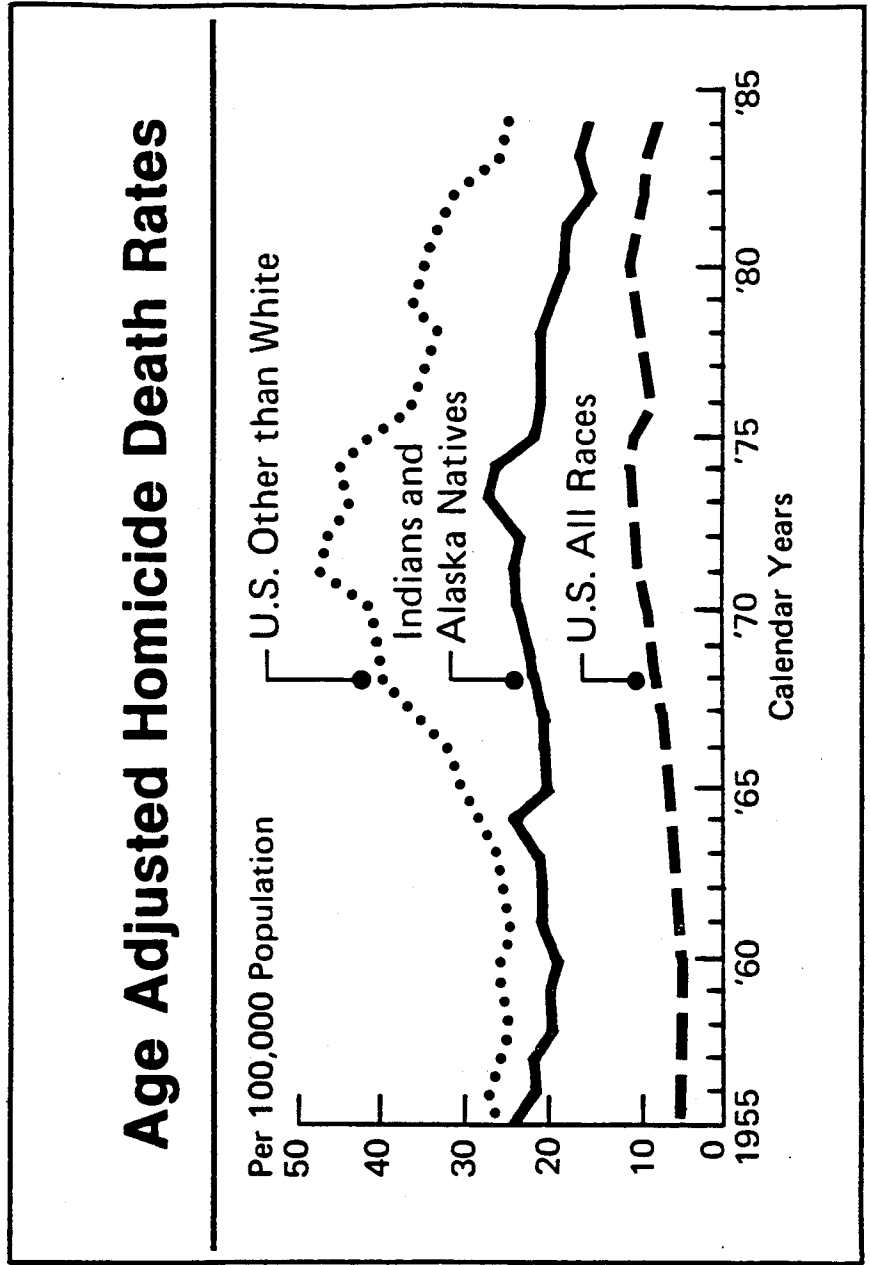 Age Adjusted Homicide Death Rates
Per 100,000 Population
50
40
30
20
10
0
U.S. Other than White
Indians and
Alaska Natives
U.S. All Races
1955
'60
'65
'70
'75
'80
'85
Calendar Years